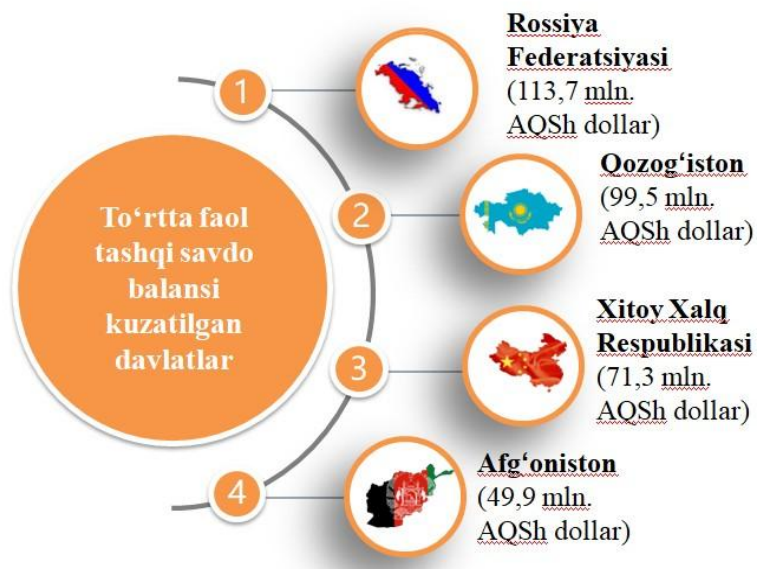 To‘rtta faol
tashqi savdo
balansi
kuzatilgan
davlatlar
1
Rossiya
Federatsiyasi
(113,7 mln.
AQSh dollar)
2
Qozog‘iston
(99,5 mln.
AQSh dollar)
3
Xitoy Xalq
Respublikasi
(71,3 mln.
AQSh dollar)
4
Afg‘oniston
(49,9 mln.
AQSh dollar)